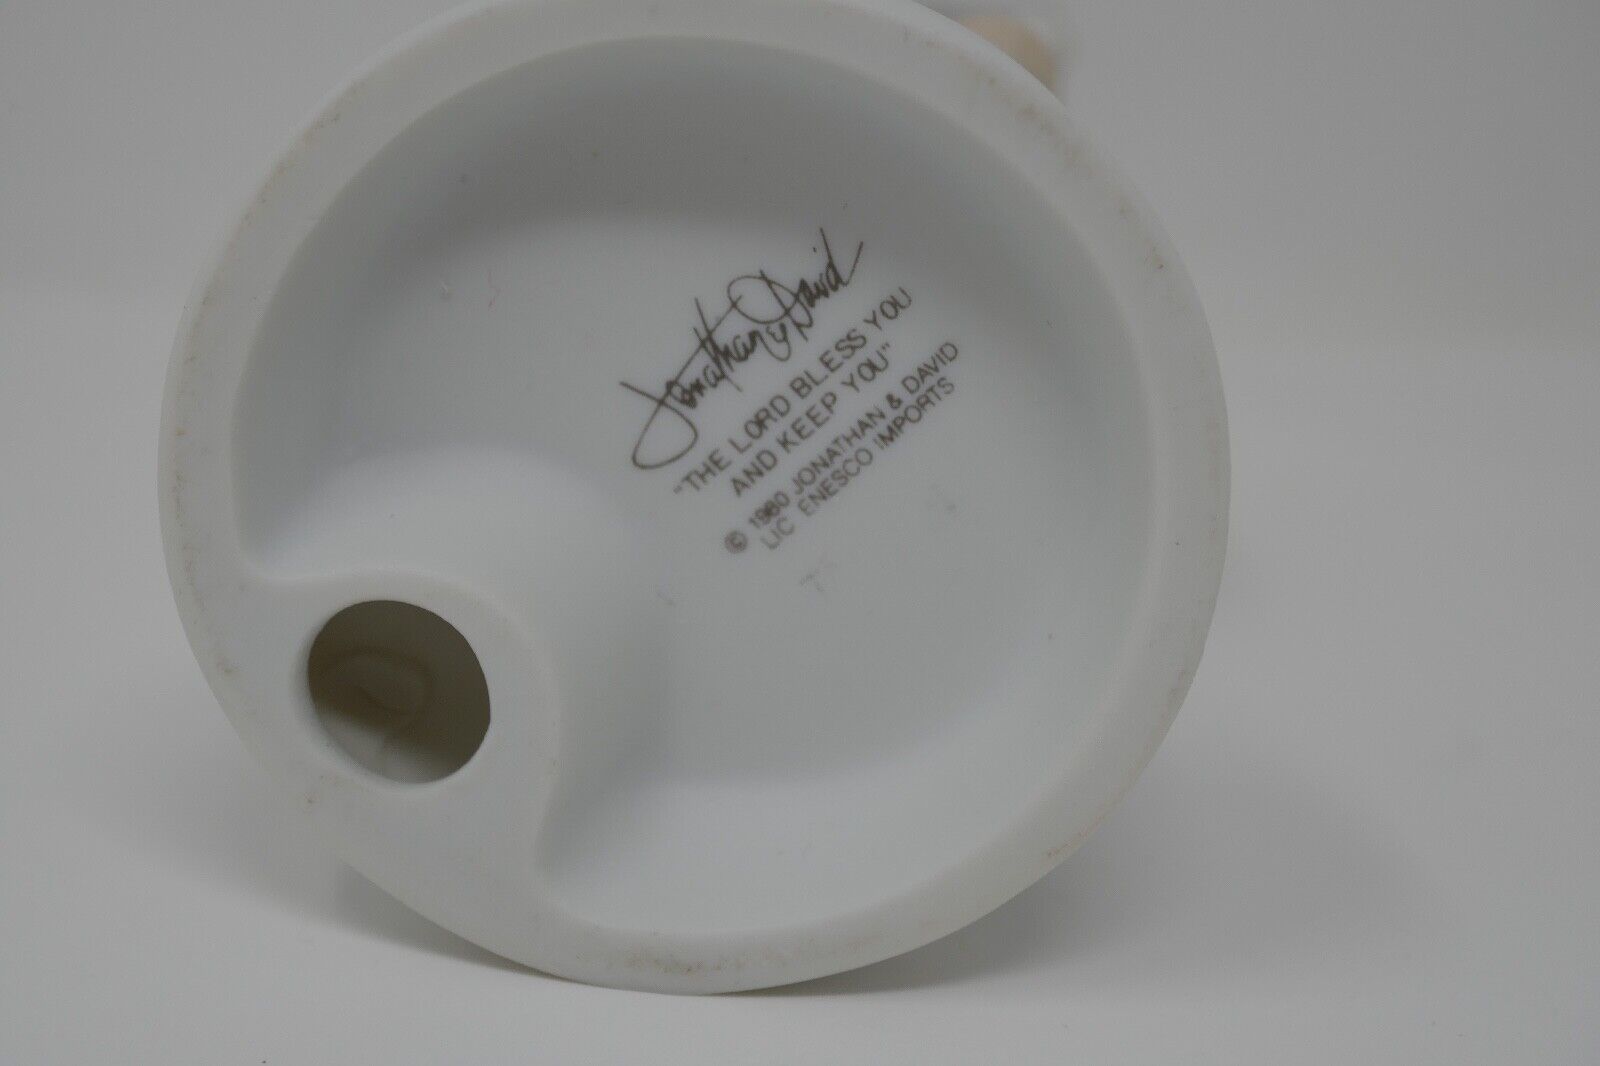 Jonathan & David
"THE LORD BLESS YOU
AND KEEP YOU"
© 1980 JONATHAN & DAVID
LIC ENESCO IMPORTS